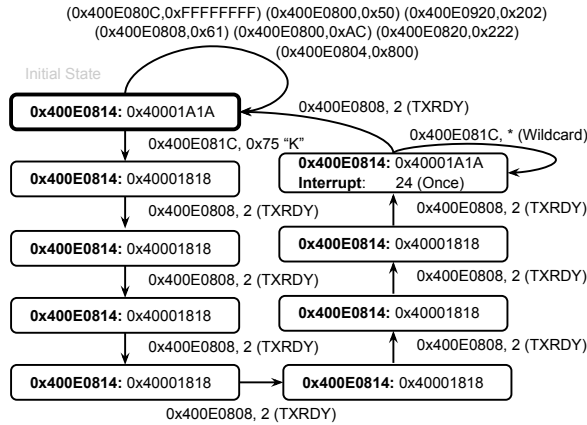 (0x400E080C,0xFFFFFFFF) (0x400E0800,0x50) (0x400E0920,0x202)
(0x400E0808,0x61) (0x400E0800,0xAC) (0x400E0820,0x222)
(0x400E0804,0x800)
Initial State
0x400E0814: 0x40001A1A
0x400E0808, 2 (TXRDY)
0x400E081C, * (Wildcard)
0x400E081C, 0x75 “K”
0x400E0814: 0x40001A1A
Interrupt: 24 (Once)
0x400E0814: 0x40001818
0x400E0808, 2 (TXRDY)
0x400E0808, 2 (TXRDY)
0x400E0814: 0x40001818
0x400E0814: 0x40001818
0x400E0808, 2 (TXRDY)
0x400E0808, 2 (TXRDY)
0x400E0814: 0x40001818
0x400E0814: 0x40001818
0x400E0808, 2 (TXRDY)
0x400E0808, 2 (TXRDY)
0x400E0814: 0x40001818
0x400E0814: 0x40001818
0x400E0808, 2 (TXRDY)